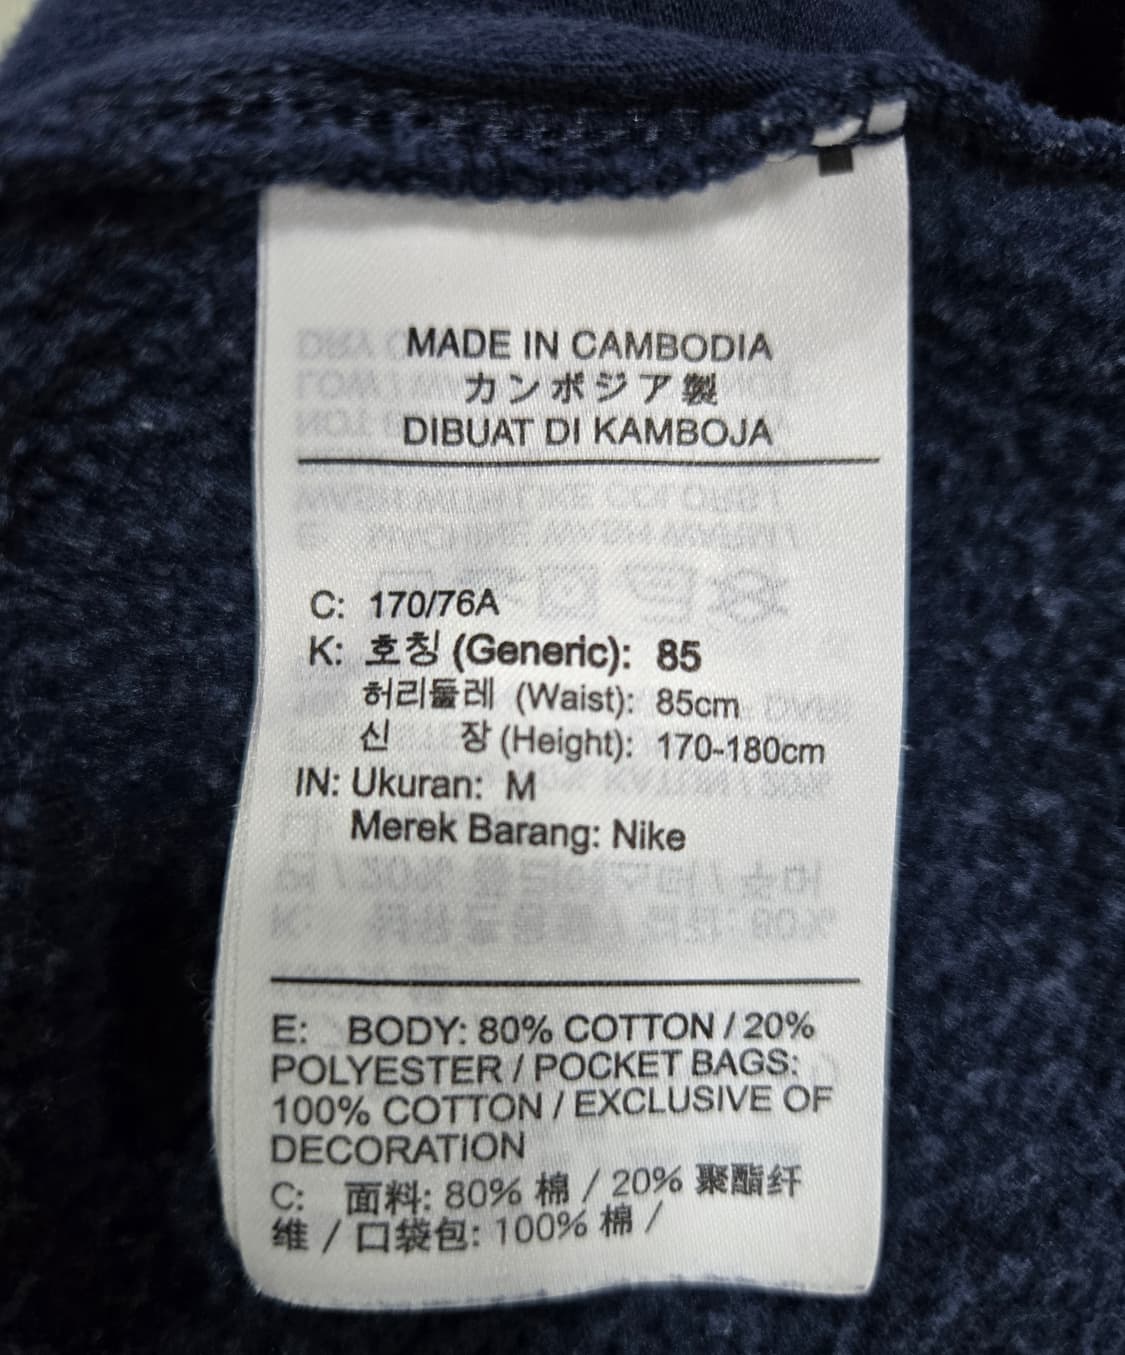 MADE IN CAMBODIA
カンボジア製
DIBUAT DI KAMBOJA
C: 170/76A
K: 호칭 (Generic): 85
허리둘레 (Waist): 85cm
신 장 (Height): 170-180cm
IN: Ukuran: M
Merek Barang: Nike
E: BODY: 80% COTTON / 20%
POLYESTER / POCKET BAGS:
100% COTTON / EXCLUSIVE OF
DECORATION
C: 面料: 80% 棉 / 20% 聚酯纤
维 / 口袋包: 100% 棉 /